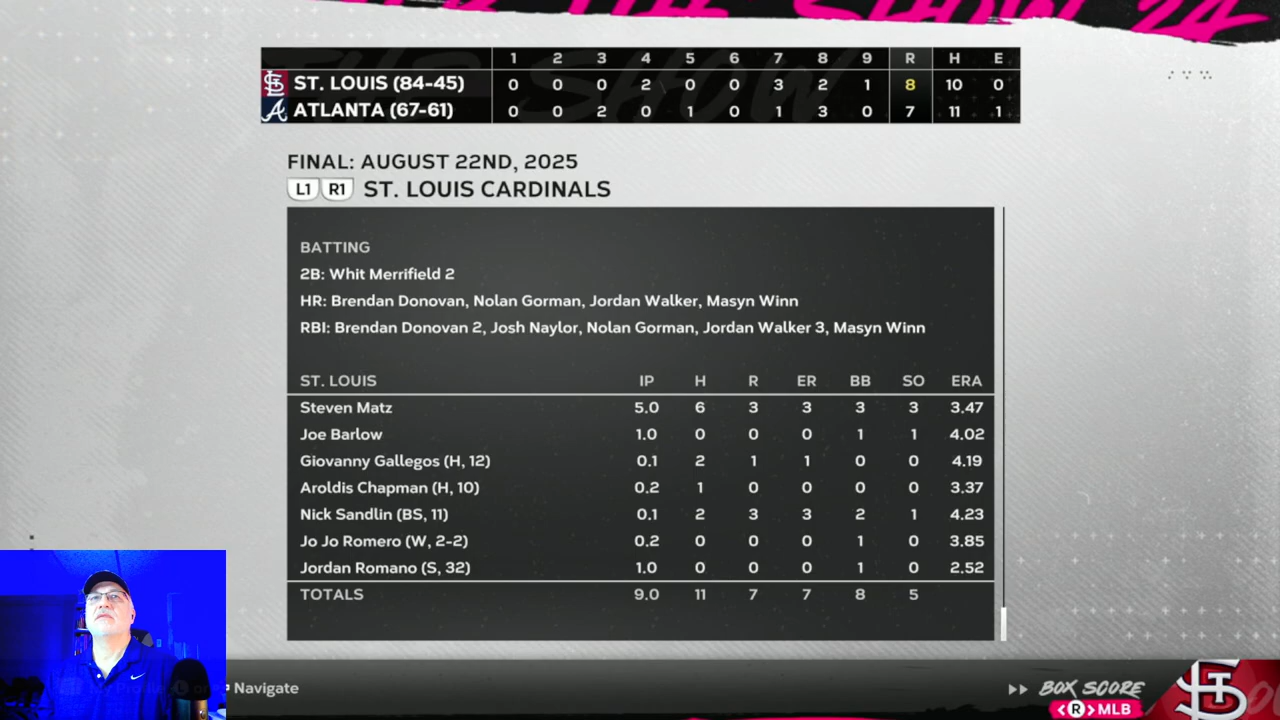 THE SHOW 24
1 2 3 4 5 6 7 8 9 R H E
ST. LOUIS (84-45) 0 0 0 2 0 0 3 2 1 8 10 0
ATLANTA (67-61) 0 0 2 0 1 0 1 3 0 7 11 1
FINAL: AUGUST 22ND, 2025
L1 R1 ST. LOUIS CARDINALS
BATTING
2B: Whit Merrifield 2
HR: Brendan Donovan, Nolan Gorman, Jordan Walker, Masyn Winn
RBI: Brendan Donovan 2, Josh Naylor, Nolan Gorman, Jordan Walker 3, Masyn Winn
ST. LOUIS IP H R ER BB SO ERA
Steven Matz 5.0 6 3 3 3 3 3.47
Joe Barlow 1.0 0 0 0 1 1 4.02
Giovanny Gallegos (H, 12) 0.1 2 1 1 0 0 4.19
Aroldis Chapman (H, 10) 0.2 1 0 0 0 0 3.37
Nick Sandlin (BS, 11) 0.1 2 3 3 2 1 4.23
Jo Jo Romero (W, 2-2) 0.2 0 0 0 1 0 3.85
Jordan Romano (S, 32) 1.0 0 0 0 1 0 2.52
TOTALS 9.0 11 7 7 8 5
Navigate
BOX SCORE
R MLB